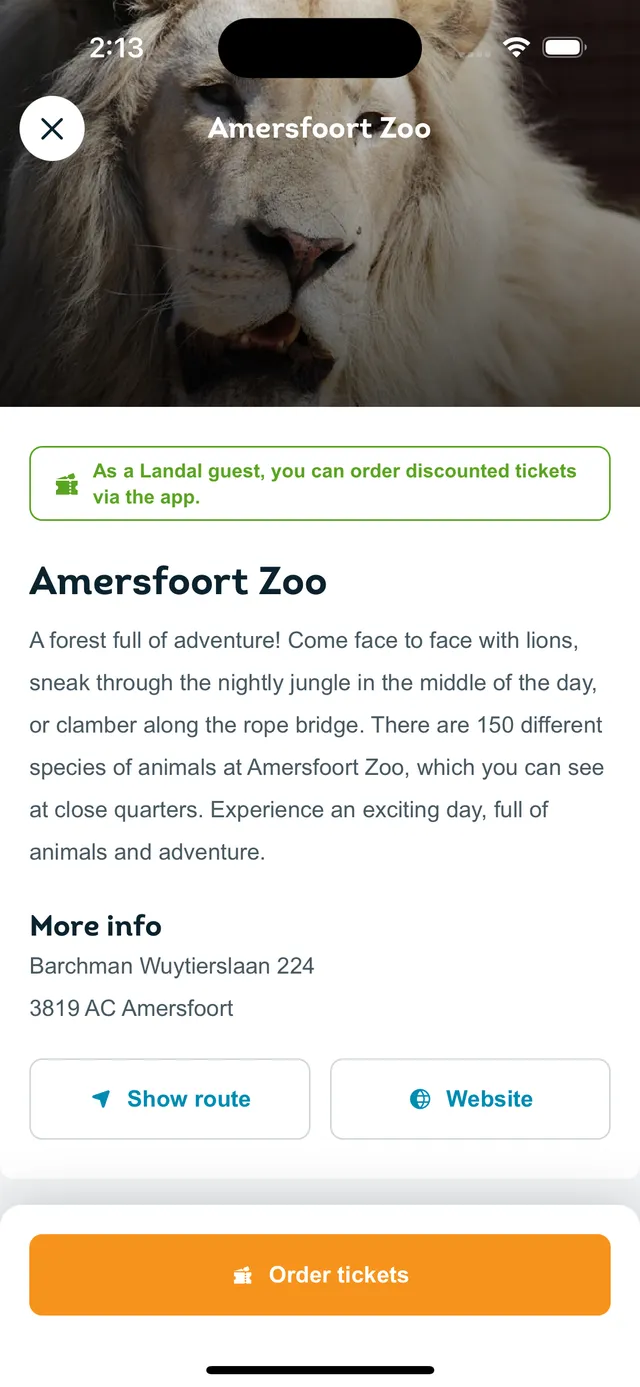 2:13
Amersfoort Zoo
As a Landal guest, you can order discounted tickets
via the app.
Amersfoort Zoo
A forest full of adventure! Come face to face with lions,
sneak through the nightly jungle in the middle of the day,
or clamber along the rope bridge. There are 150 different
species of animals at Amersfoort Zoo, which you can see
at close quarters. Experience an exciting day, full of
animals and adventure.
More info
Barchman Wuytierslaan 224
3819 AC Amersfoort
Show route
Website
Order tickets